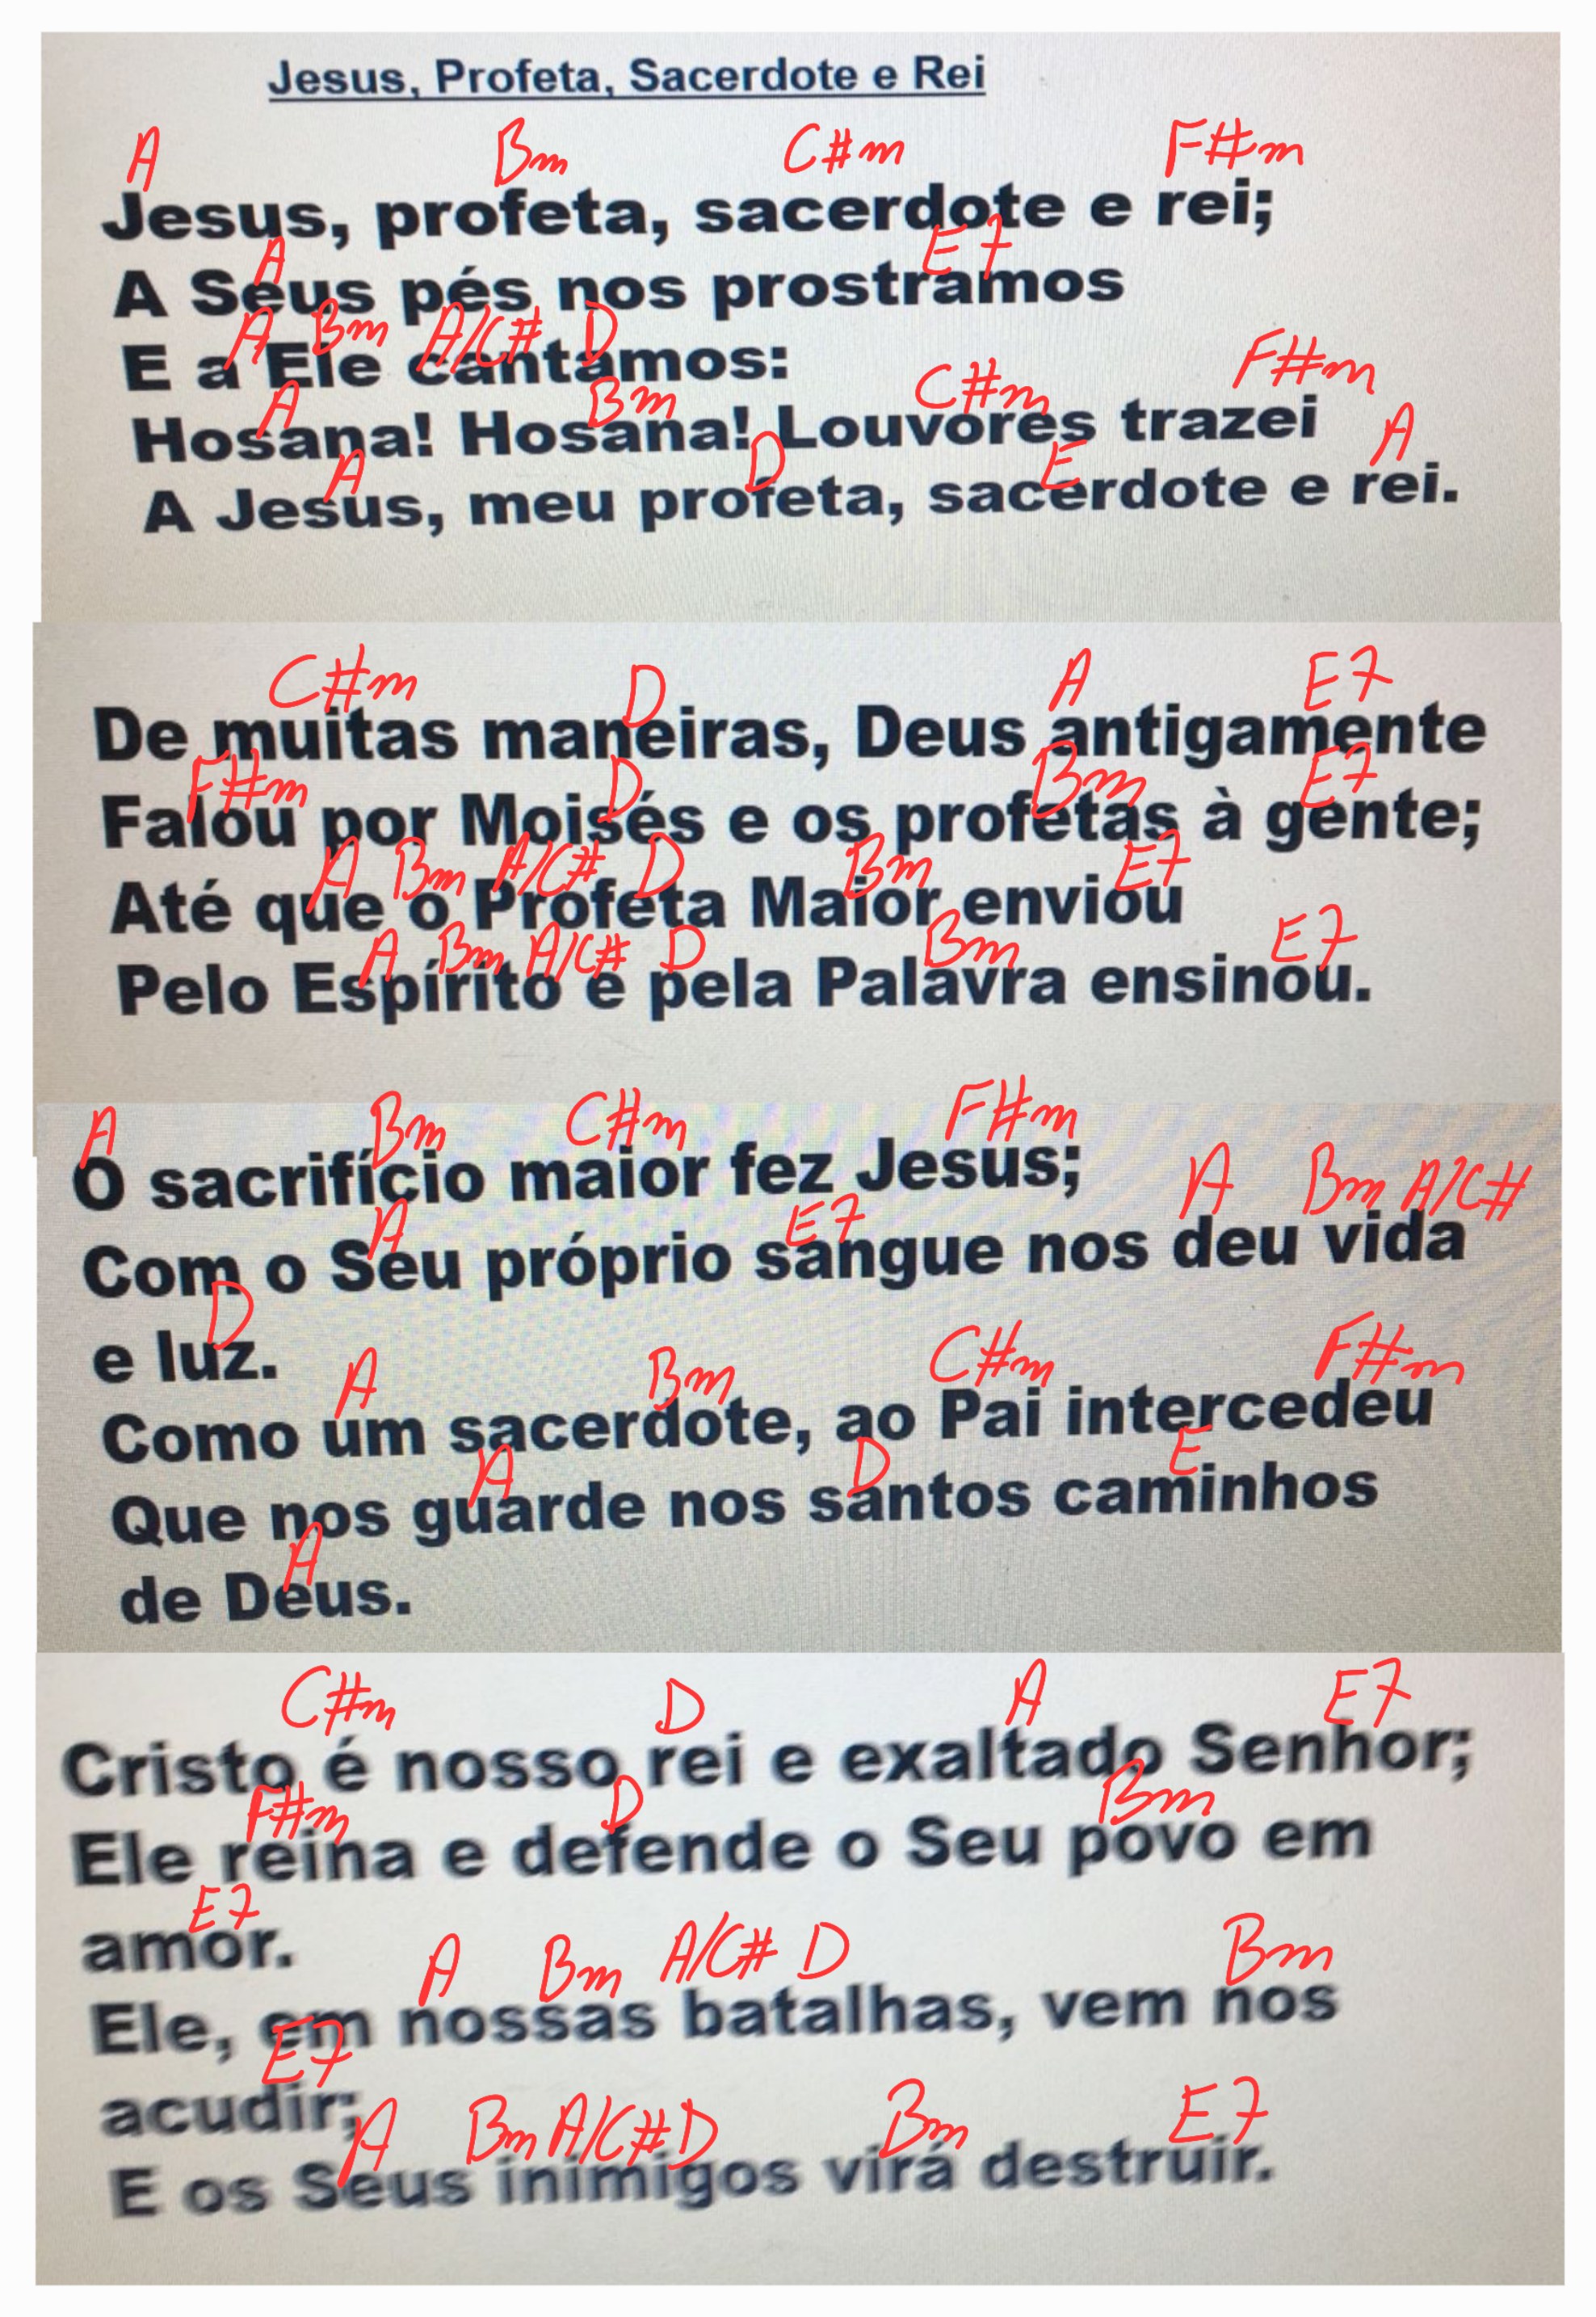 Jesus, Profeta, Sacerdote e Rei
A Bm C#m F#m
Jesus, profeta, sacerdote e rei;
A E7
A Seus pés nos prostramos
A Bm A/C# D
E a Ele cantamos:
A Bm C#m F#m
Hosana! Hosana! Louvores trazei
A D E A
A Jesus, meu profeta, sacerdote e rei.
C#m D A E7
De muitas maneiras, Deus antigamente
F#m D Bm E7
Falou por Moisés e os profetas à gente;
A Bm A/C# D Bm E7
Até que o Profeta Maior enviou
A Bm A/C# D Bm E7
Pelo Espírito e pela Palavra ensinou.
A Bm C#m F#m
O sacrifício maior fez Jesus;
A E7 A Bm A/C#
Com o Seu próprio sangue nos deu vida
D
e luz.
A Bm C#m F#m
Como um sacerdote, ao Pai intercedeu
A D E
Que nos guarde nos santos caminhos
A
de Deus.
C#m D A E7
Cristo é nosso rei e exaltado Senhor;
F#m D Bm
Ele reina e defende o Seu povo em
E7
amor.
A Bm A/C# D Bm
Ele, em nossas batalhas, vem nos
E7
acudir;
A Bm A/C# D Bm E7
E os Seus inimigos virá destruir.